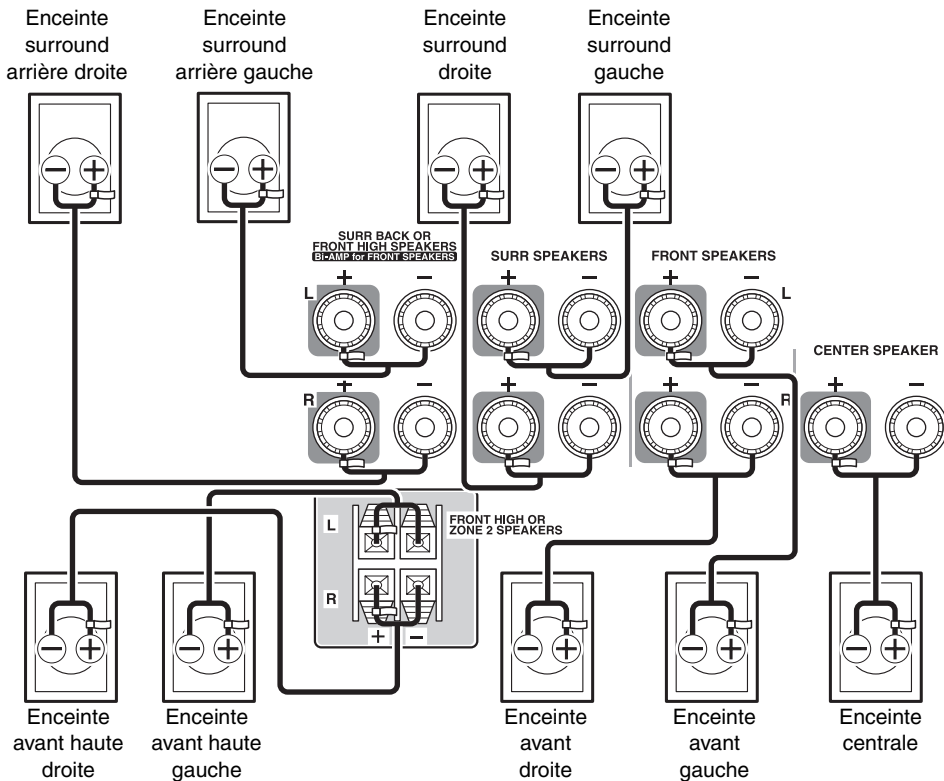 Enceinte
surround
arrière droite
Enceinte
surround
arrière gauche
Enceinte
surround
droite
Enceinte
surround
gauche
SURR BACK OR
FRONT HIGH SPEAKERS
Bi-AMP for FRONT SPEAKERS
SURR SPEAKERS
FRONT SPEAKERS
CENTER SPEAKER
L
L
R
R
L
FRONT HIGH OR
ZONE 2 SPEAKERS
R
Enceinte
avant haute
droite
Enceinte
avant haute
gauche
Enceinte
avant
droite
Enceinte
avant
gauche
Enceinte
centrale